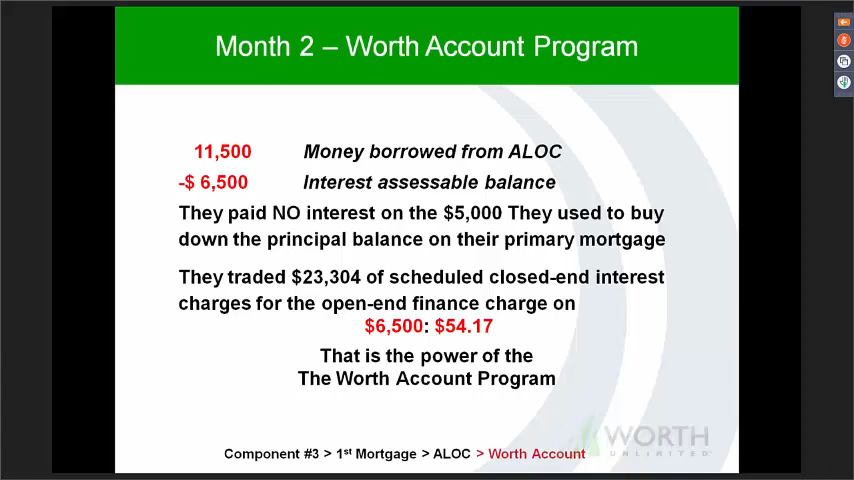 Month 2 – Worth Account Program
11,500 Money borrowed from ALOC
-$ 6,500 Interest assessable balance
They paid NO interest on the $5,000 They used to buy
down the principal balance on their primary mortgage
They traded $23,304 of scheduled closed-end interest
charges for the open-end finance charge on
$6,500: $54.17
That is the power of the
The Worth Account Program
WORTH
UNLIMITED
Component #3 > 1st Mortgage > ALOC > Worth Account